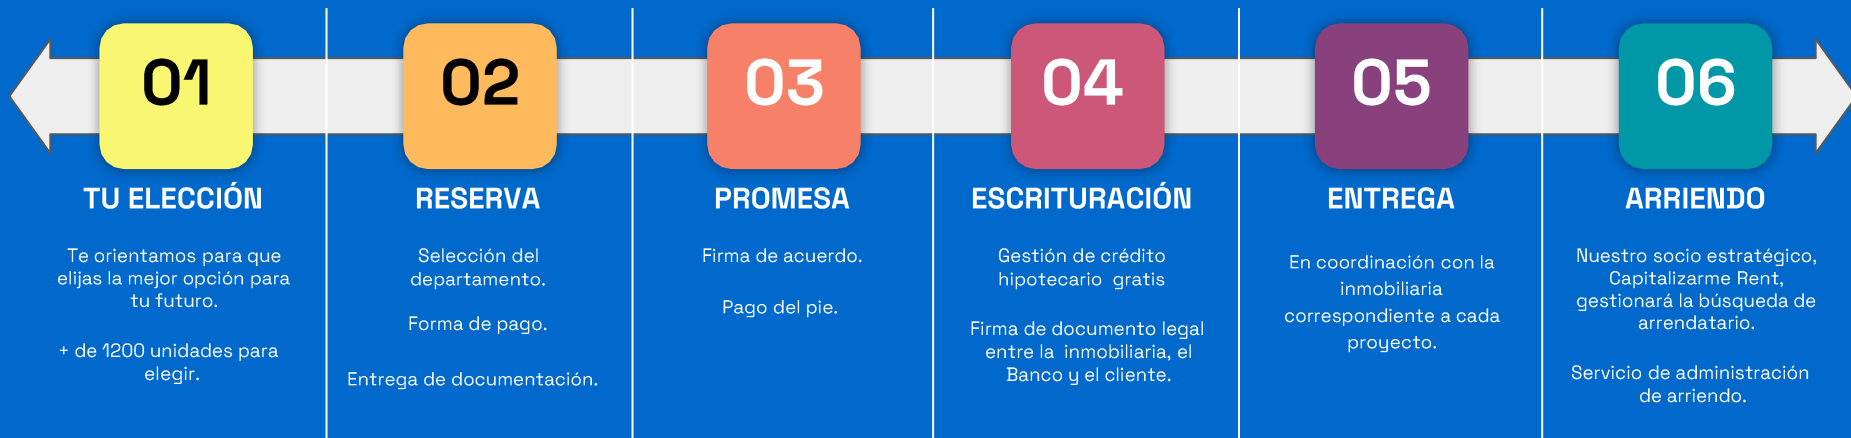 01
TU ELECCIÓN
Te orientamos para que
elijas la mejor opción para
tu futuro.
+ de 1200 unidades para
elegir.
02
RESERVA
Selección del
departamento.
Forma de pago.
Entrega de documentación.
03
PROMESA
Firma de acuerdo.
Pago del pie.
04
ESCRITURACIÓN
Gestión de crédito
hipotecario gratis
Firma de documento legal
entre la inmobiliaria, el
Banco y el cliente.
05
ENTREGA
En coordinación con la
inmobiliaria
correspondiente a cada
proyecto.
06
ARRIENDO
Nuestro socio estratégico,
Capitalizarme Rent,
gestionará la búsqueda de
arrendatario.
Servicio de administración
de arriendo.